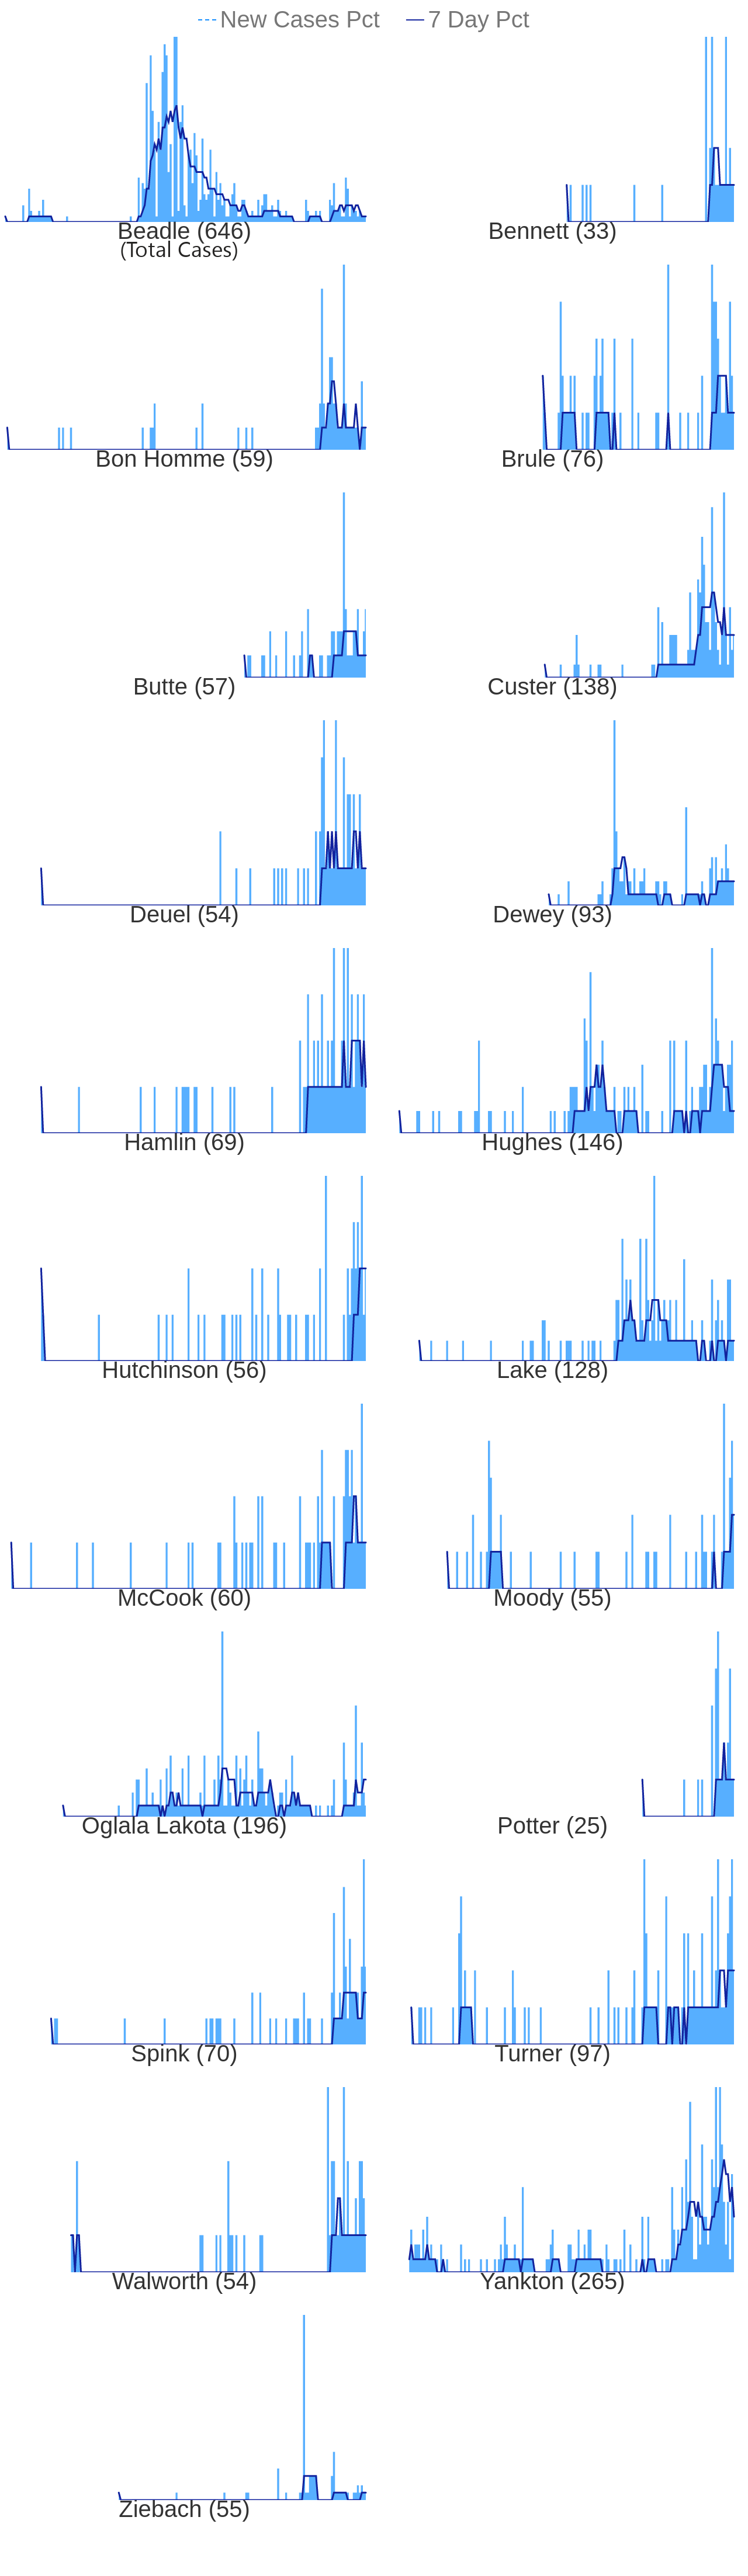 New Cases Pct 7 Day Pct
Beadle (646) Bennett (33)
(Total Cases)
Bon Homme (59) Brule (76)
Butte (57) Custer (138)
Deuel (54) Dewey (93)
Hamlin (69) Hughes (146)
Hutchinson (56) Lake (128)
McCook (60) Moody (55)
Oglala Lakota (196) Potter (25)
Spink (70) Turner (97)
Walworth (54) Yankton (265)
Ziebach (55)